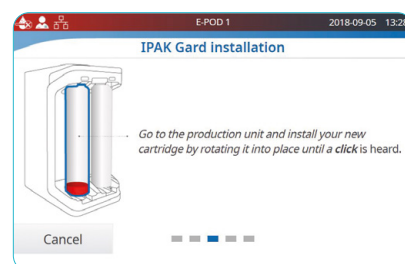 E-POD 1 2018-09-05 13:28
IPAK Gard installation
Go to the production unit and install your new
cartridge by rotating it into place until a click is heard.
Cancel